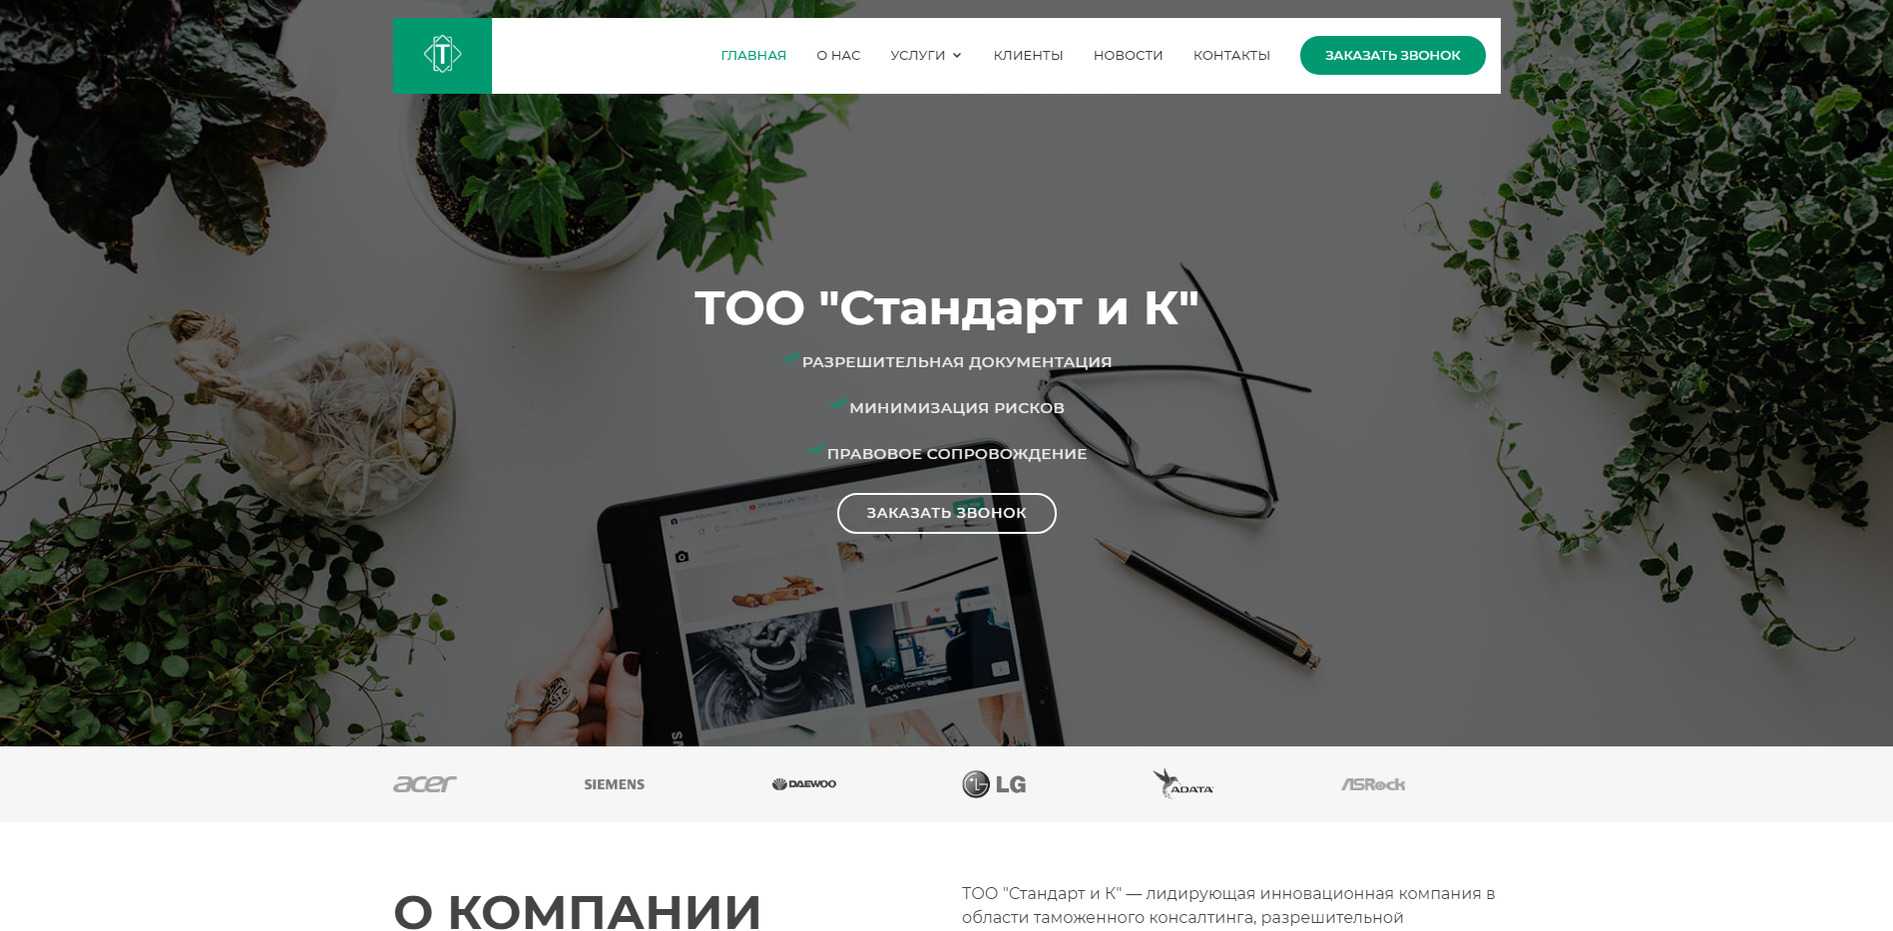 T
ГЛАВНАЯ О НАС УСЛУГИ КЛИЕНТЫ НОВОСТИ КОНТАКТЫ ЗАКАЗАТЬ ЗВОНОК
ТОО "Стандарт и К"
РАЗРЕШИТЕЛЬНАЯ ДОКУМЕНТАЦИЯ
МИНИМИЗАЦИЯ РИСКОВ
ПРАВОВОЕ СОПРОВОЖДЕНИЕ
ЗАКАЗАТЬ ЗВОНОК
acer SIEMENS DAEWOO LG ADATA ASRock
О КОМПАНИИ
ТОО "Стандарт и К" — лидирующая инновационная компания в
области таможенного консалтинга, разрешительной